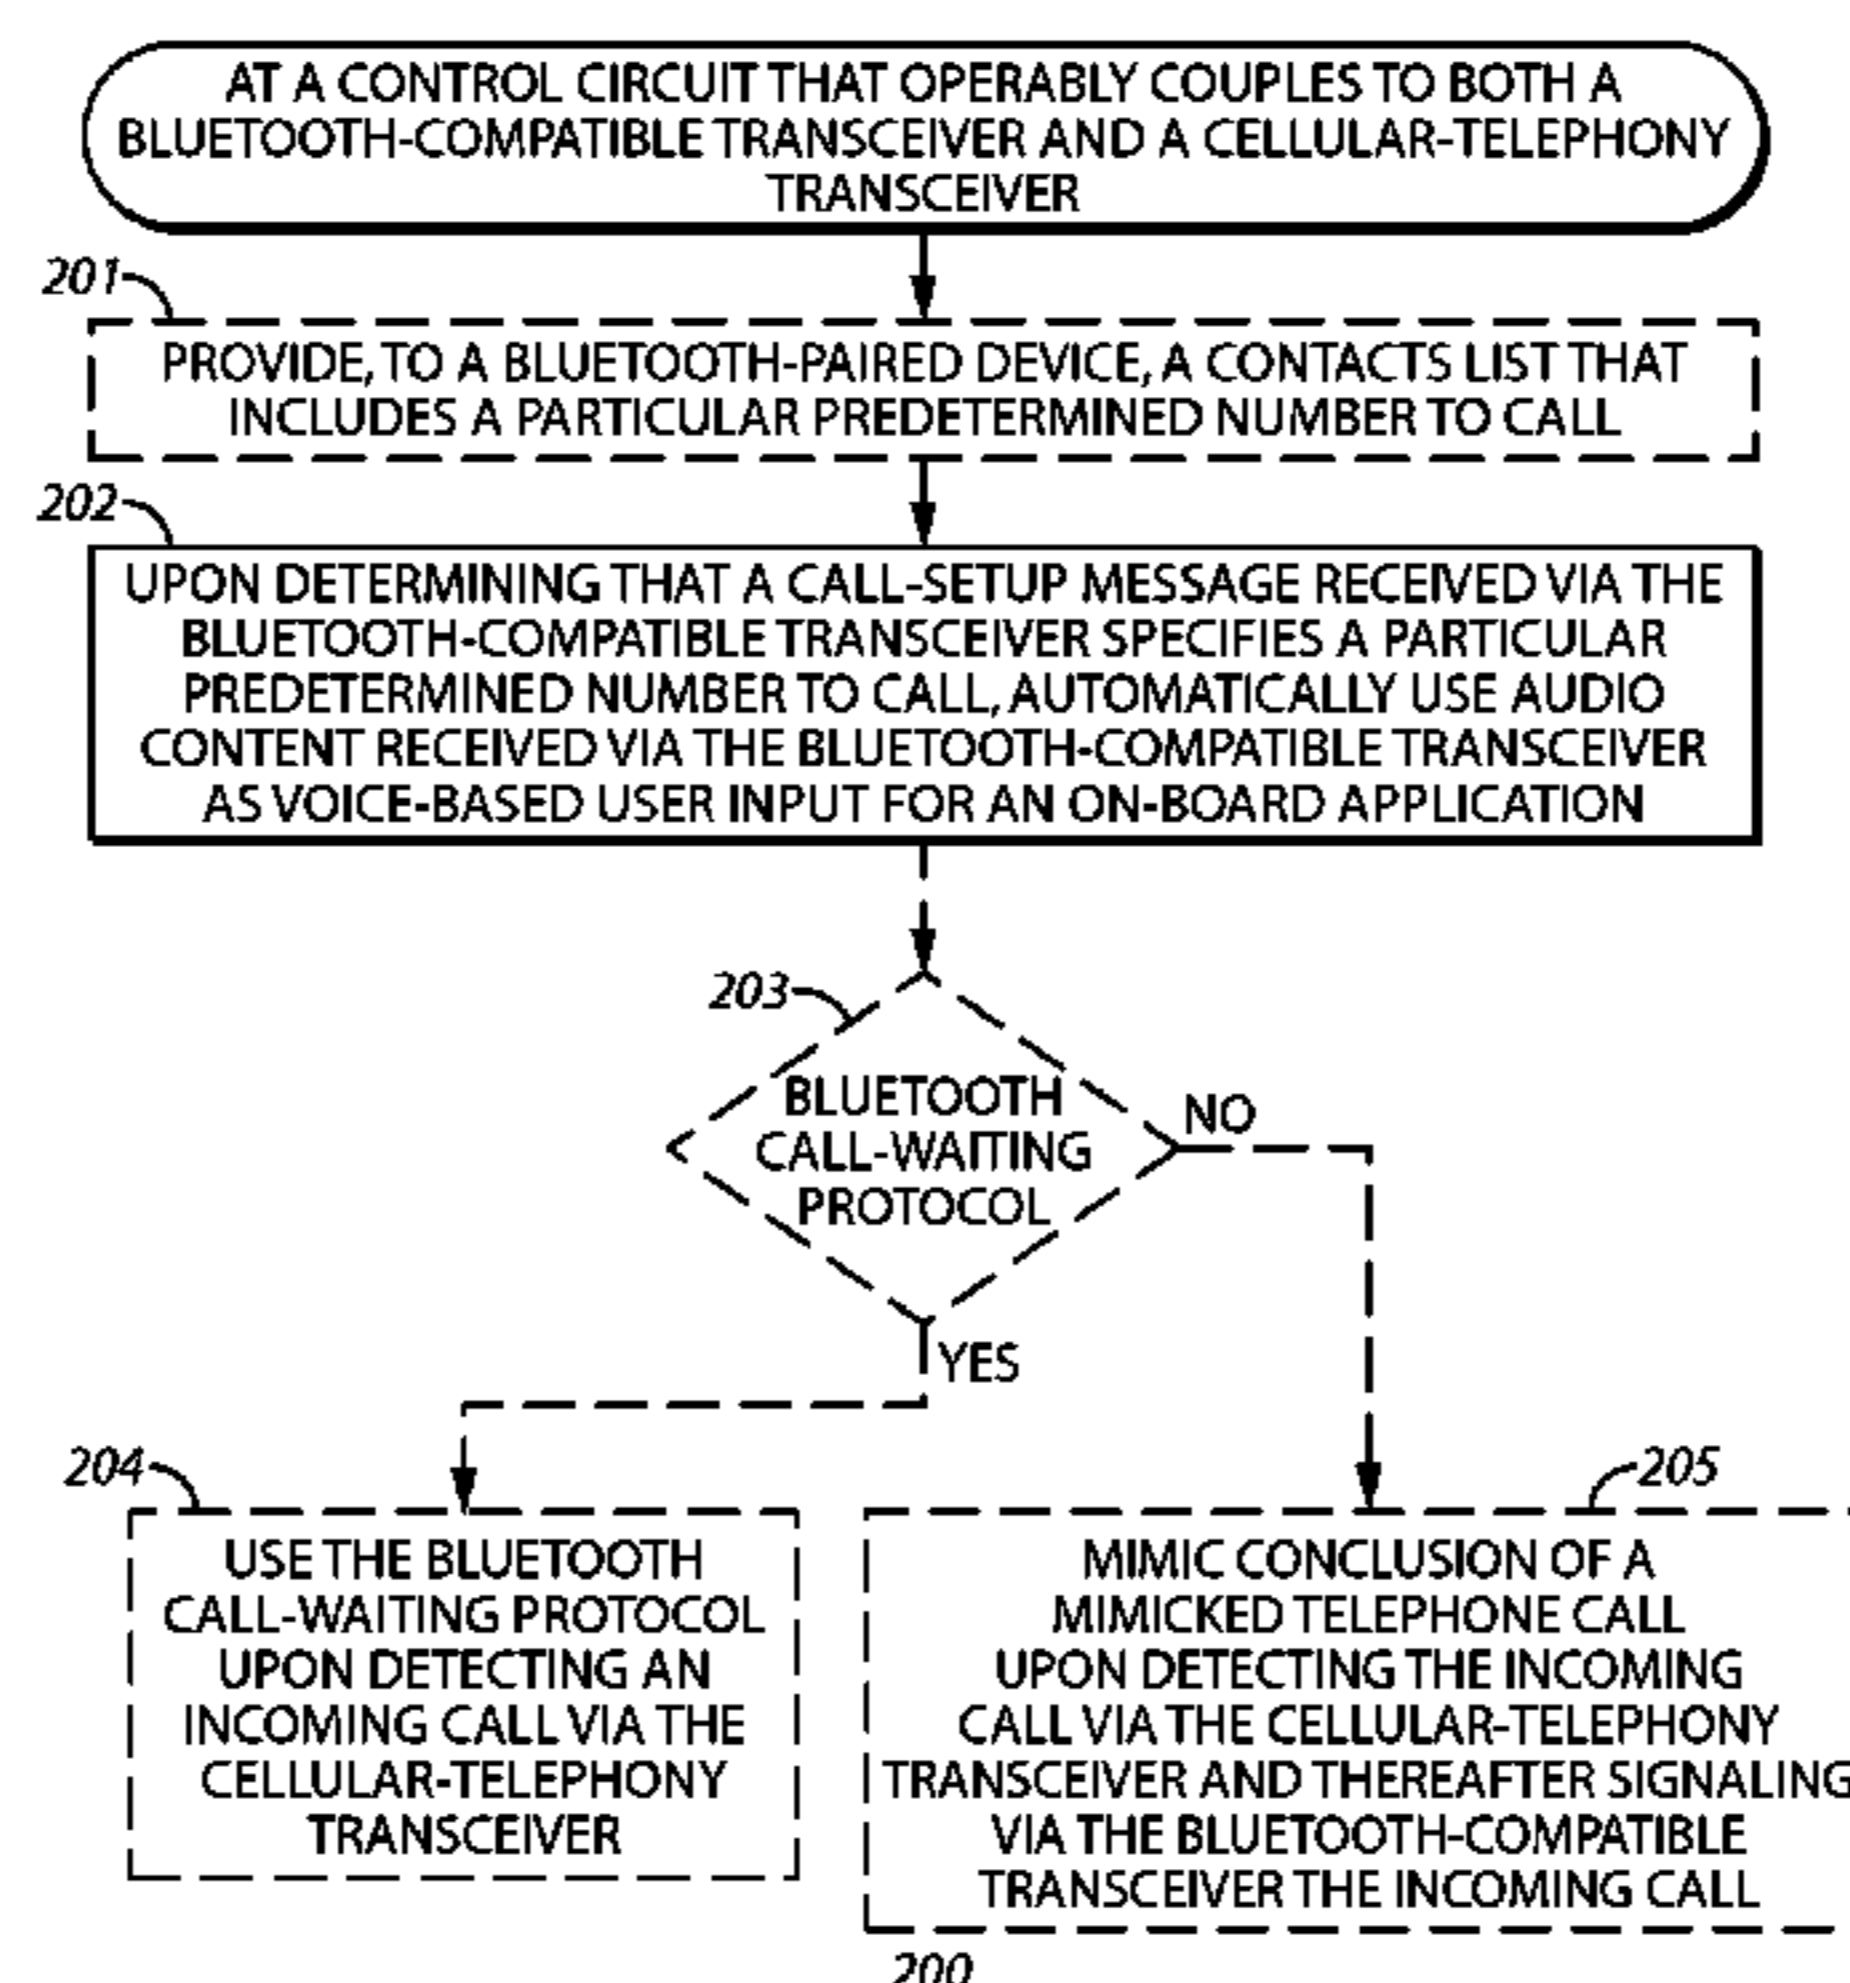 AT A CONTROL CIRCUIT THAT OPERABLY COUPLES TO BOTH A
BLUETOOTH-COMPATIBLE TRANSCEIVER AND A CELLULAR-TELEPHONY
TRANSCEIVER
201
PROVIDE, TO A BLUETOOTH-PAIRED DEVICE, A CONTACTS LIST THAT
INCLUDES A PARTICULAR PREDETERMINED NUMBER TO CALL
202
UPON DETERMINING THAT A CALL-SETUP MESSAGE RECEIVED VIA THE
BLUETOOTH-COMPATIBLE TRANSCEIVER SPECIFIES A PARTICULAR
PREDETERMINED NUMBER TO CALL, AUTOMATICALLY USE AUDIO
CONTENT RECEIVED VIA THE BLUETOOTH-COMPATIBLE TRANSCEIVER
AS VOICE-BASED USER INPUT FOR AN ON-BOARD APPLICATION
203
BLUETOOTH
CALL-WAITING
PROTOCOL
NO
YES
204
USE THE BLUETOOTH
CALL-WAITING PROTOCOL
UPON DETECTING AN
INCOMING CALL VIA THE
CELLULAR-TELEPHONY
TRANSCEIVER
205
MIMIC CONCLUSION OF A
MIMICKED TELEPHONE CALL
UPON DETECTING THE INCOMING
CALL VIA THE CELLULAR-TELEPHONY
TRANSCEIVER AND THEREAFTER SIGNALING
VIA THE BLUETOOTH-COMPATIBLE
TRANSCEIVER THE INCOMING CALL
200